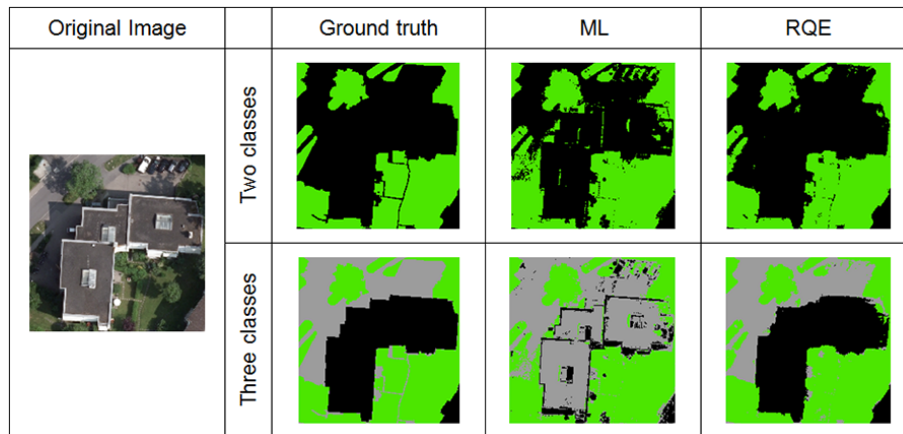 Original Image
Ground truth
ML
RQE
Two classes
Three classes